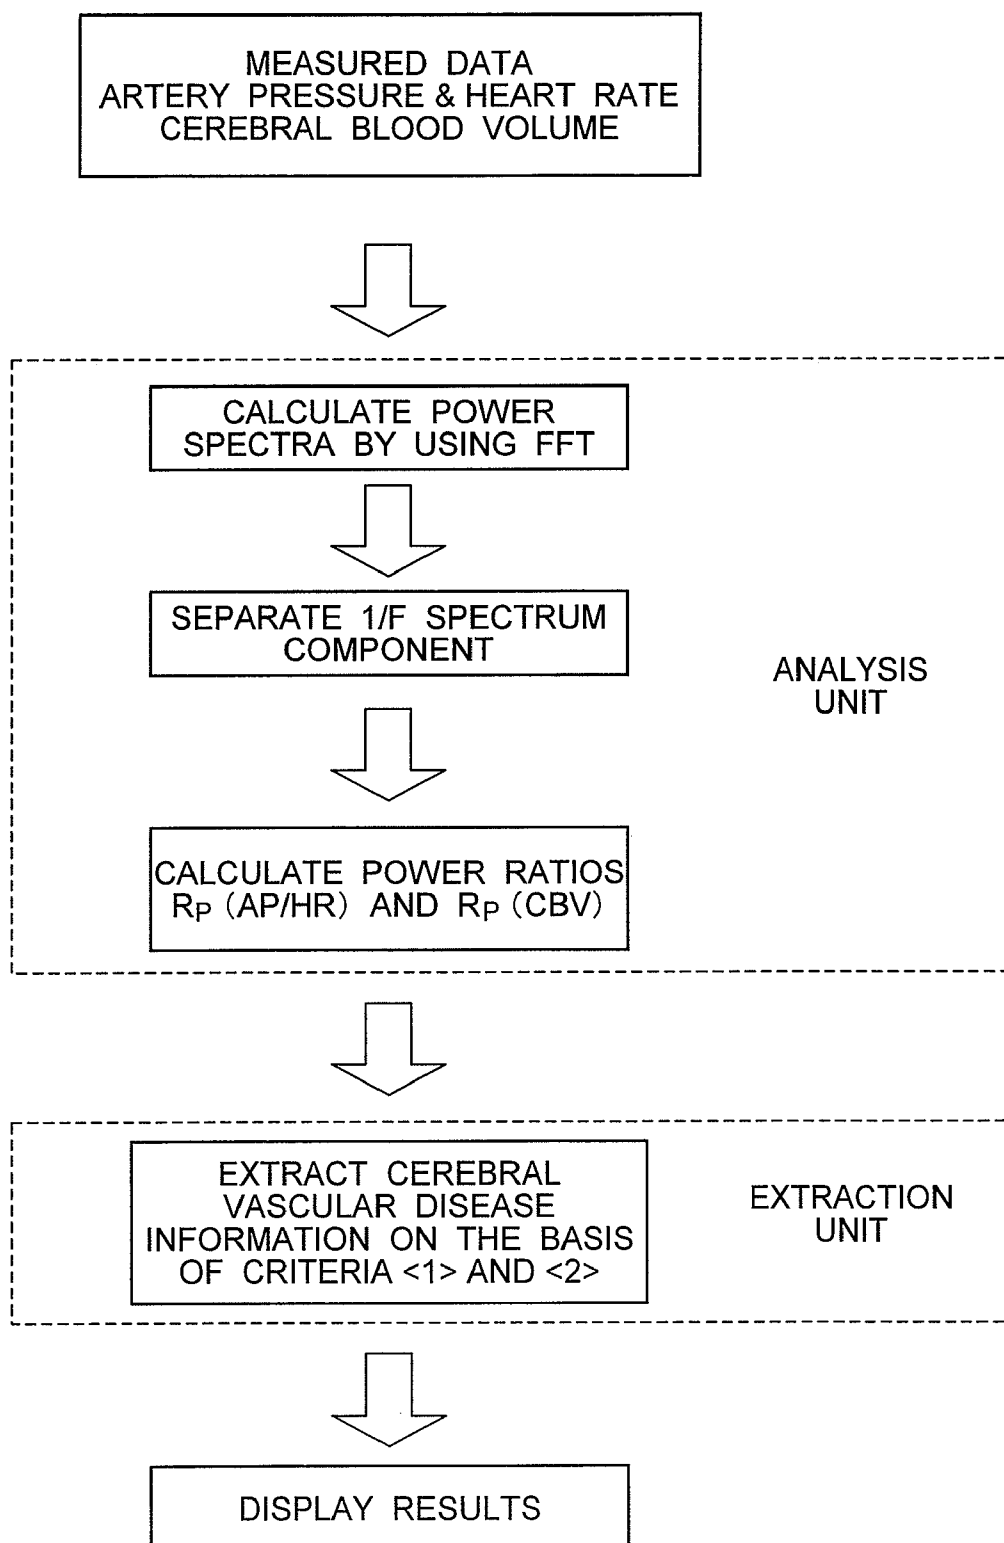 MEASURED DATA
ARTERY PRESSURE & HEART RATE
CEREBRAL BLOOD VOLUME
CALCULATE POWER
SPECTRA BY USING FFT
SEPARATE 1/F SPECTRUM
COMPONENT
ANALYSIS
UNIT
CALCULATE POWER RATIOS
RP (AP/HR) AND RP (CBV)
EXTRACT CEREBRAL
VASCULAR DISEASE
INFORMATION ON THE BASIS
OF CRITERIA <1> AND <2>
EXTRACTION
UNIT
DISPLAY RESULTS